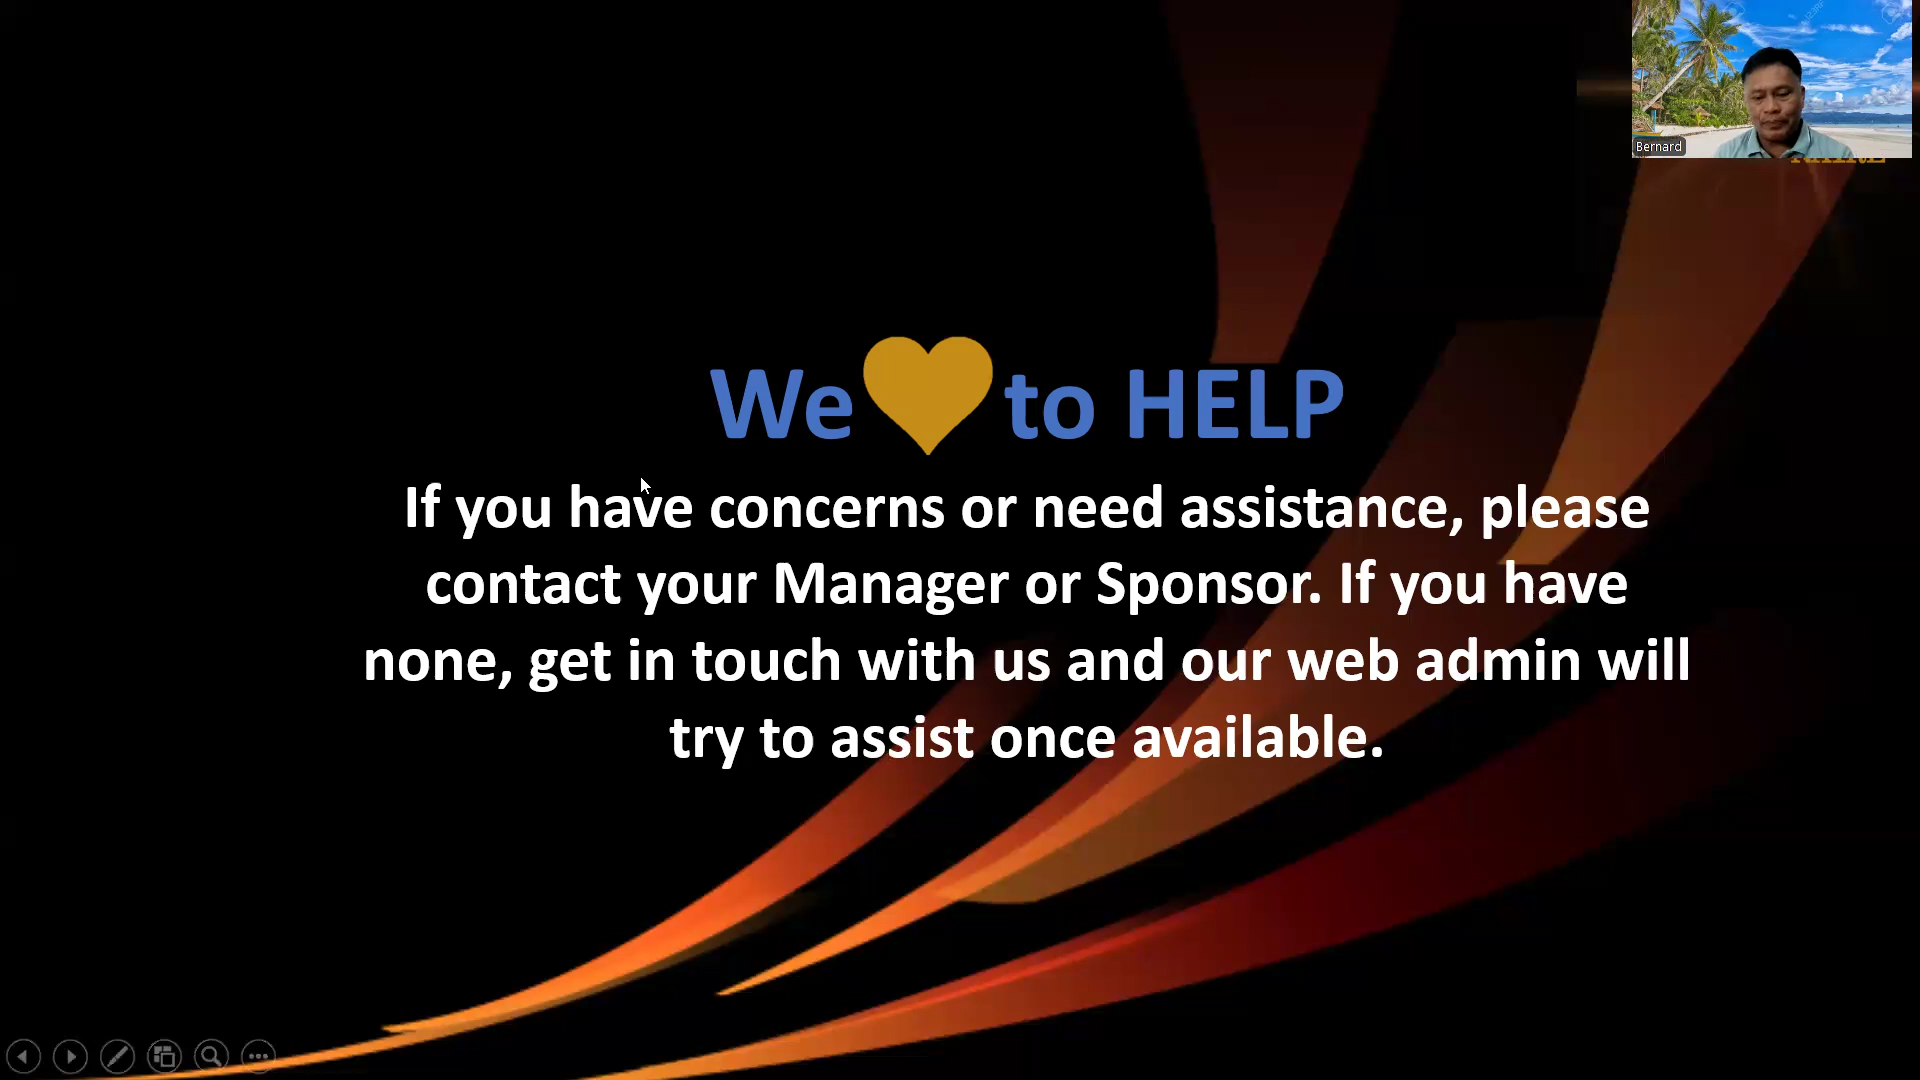 Bernard
We to HELP
If you have concerns or need assistance, please
contact your Manager or Sponsor. If you have
none, get in touch with us and our web admin will
try to assist once available.